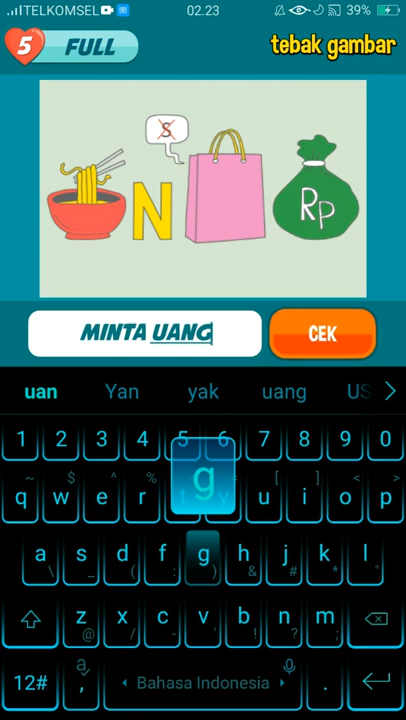 TELKOMSEL 02.23 39%
5 FULL tebak gambar
S
N RP
MINTA UANG CEK
uan Yan yak uang US
1 2 3 4 5 6 7 8 9 0
~ $ ^ % [ ] < >
q w e r t y u i o p
g
a s d f g h j k l
\ _ ( : ) & # * "
z x c v b n m
@ / - ' ! ? ;
12# a , Bahasa Indonesia .